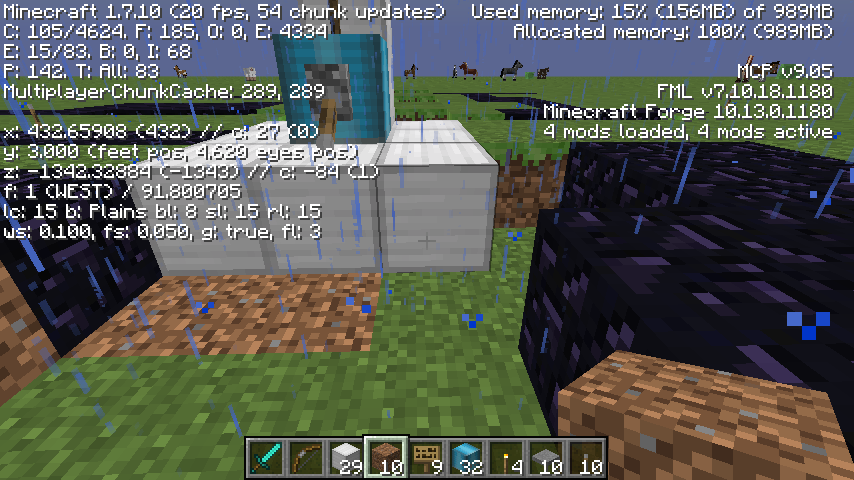 Minecraft 1.7.10 (20 fps, 54 chunk updates)
C: 105/4624, F: 185, O: 0, E: 4334
E: 15/83. B: 0, I: 68
P: 142. T: All: 83
MultiplayerChunkCache: 289, 289
x: 432.65908 (432) // c: 27 (0)
y: 3.000 (feet pos, 4.620 eyes pos)
z: -1342.32884 (-1343) // c: -84 (1)
f: 1 (WEST) / 91.800705
lc: 15 b: Plains bl: 8 sl: 15 rl: 15
ws: 0.100, fs: 0.050, g: true, fl: 3
Used memory: 15% (156MB) of 989MB
Allocated memory: 100% (989MB)
MCP v9.05
FML v7.10.18.1180
Minecraft Forge 10.13.0.1180
4 mods loaded, 4 mods active
29 10 9 32 4 10 10